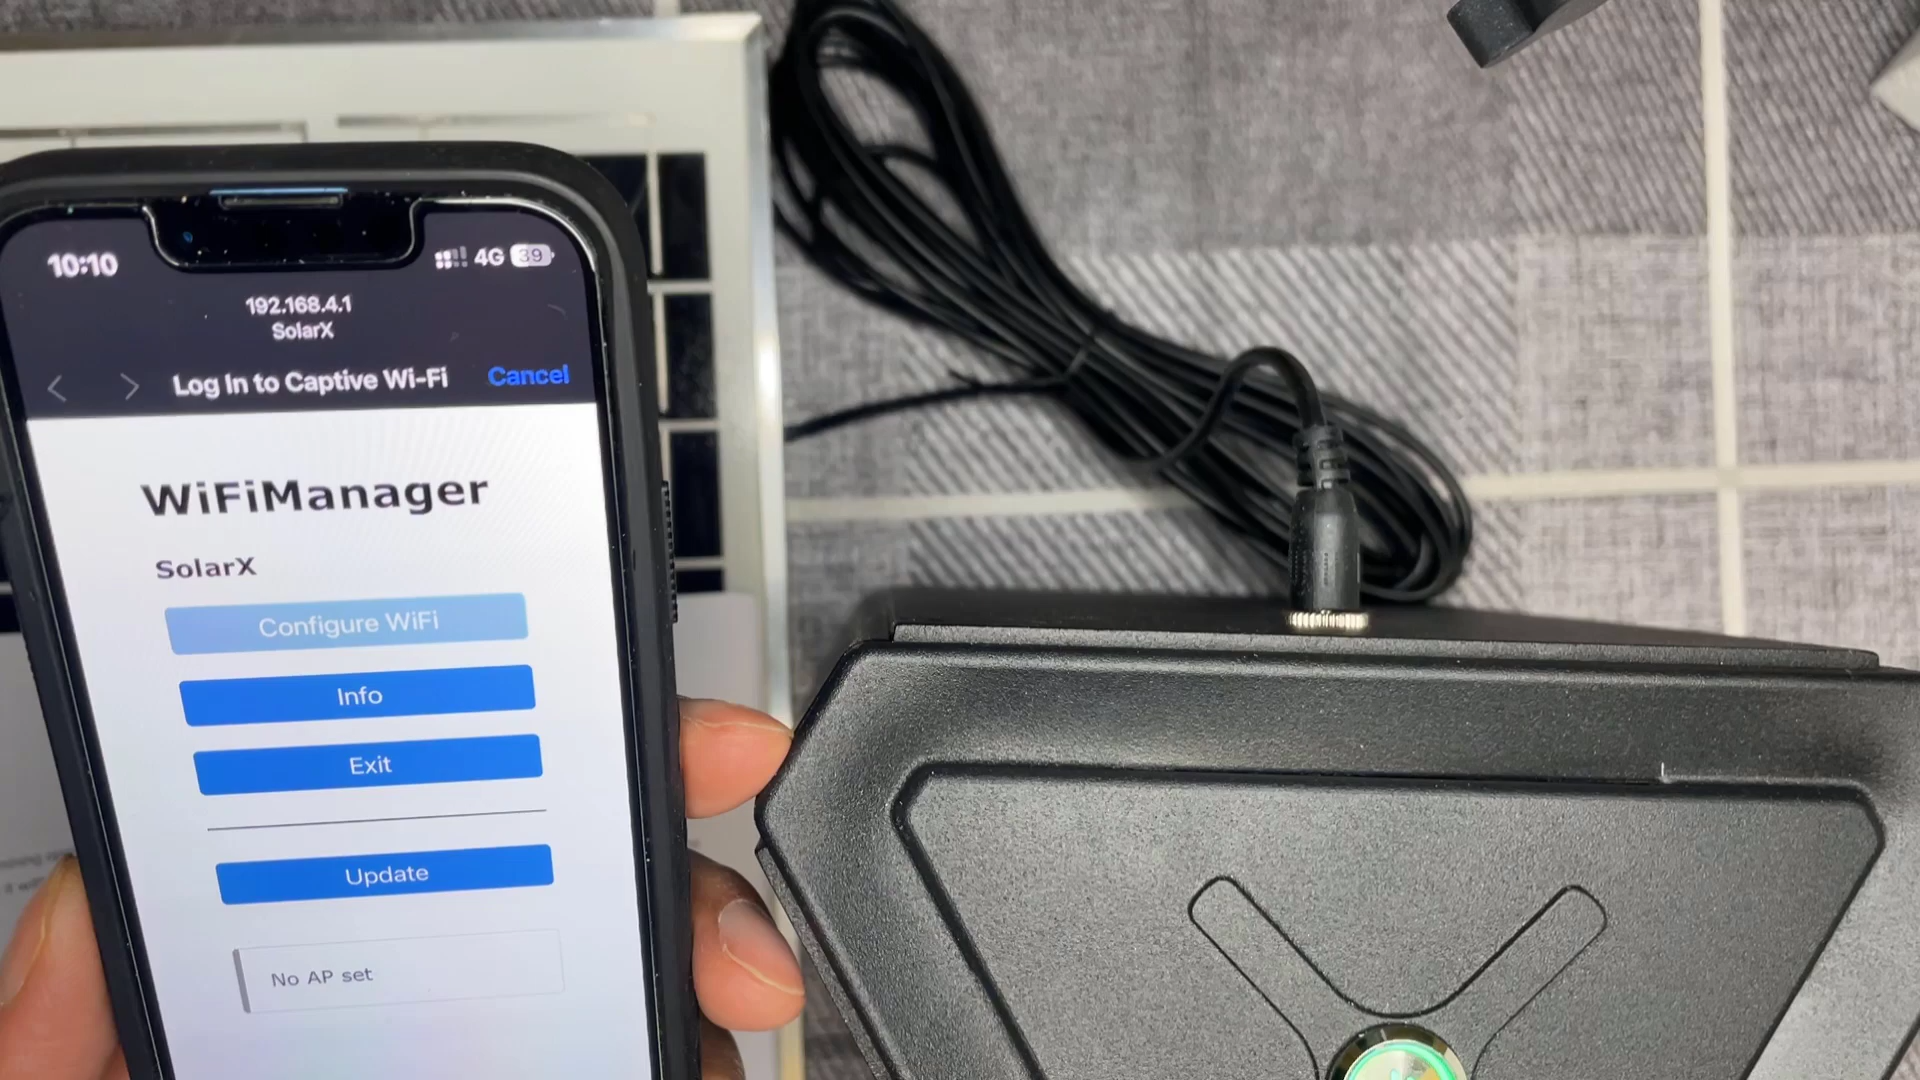 10:10
4G 39
192.168.4.1
SolarX
Log In to Captive Wi-Fi
Cancel
WiFiManager
SolarX
Configure WiFi
Info
Exit
Update
No AP set